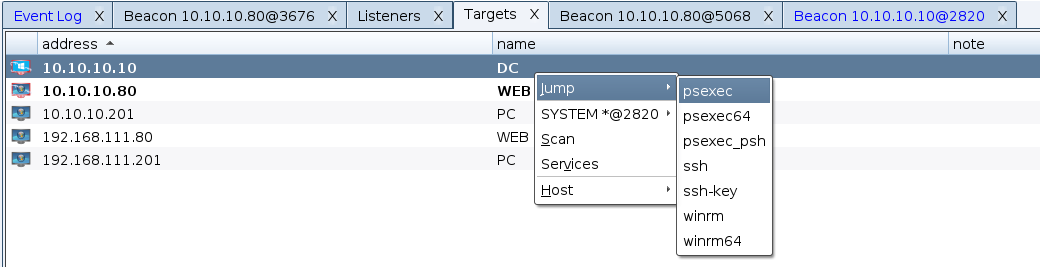 Event Log X Beacon 10.10.10.80@3676 X Listeners X Targets X Beacon 10.10.10.80@5068 X Beacon 10.10.10.10@2820 X
address name note
10.10.10.10 DC
10.10.10.80 WEB
10.10.10.201 PC
192.168.111.80 WEB
192.168.111.201 PC
Jump
SYSTEM *@2820
Scan
Services
Host
psexec
psexec64
psexec_psh
ssh
ssh-key
winrm
winrm64